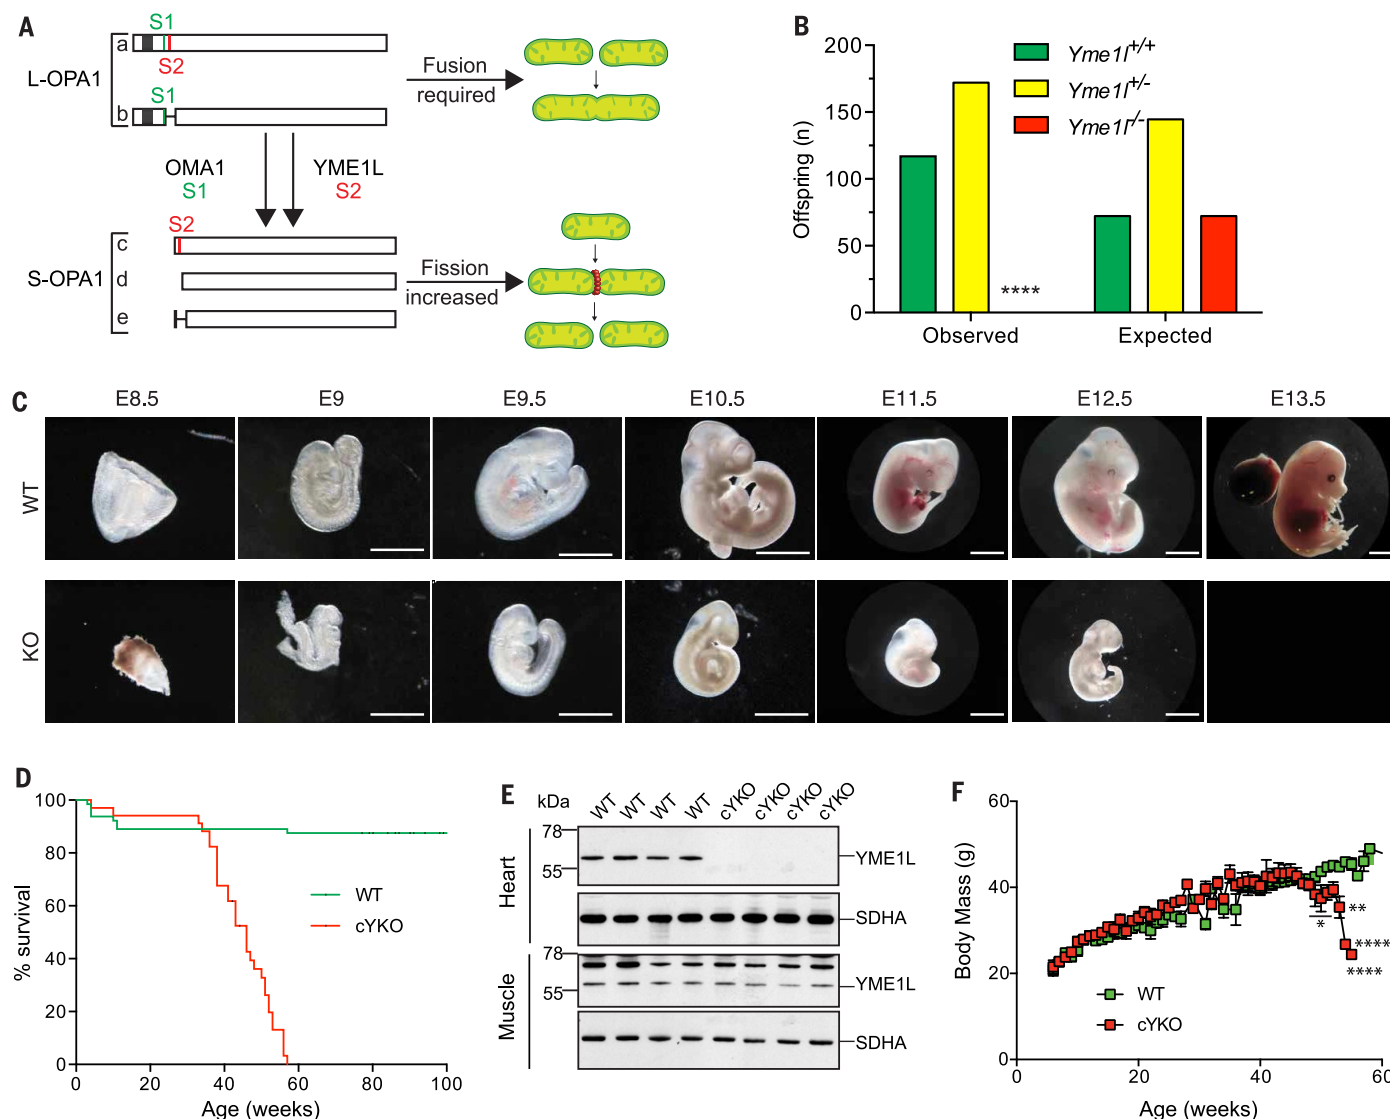 A
S1
a
S2
L-OPA1
S1
b
Fusion
required
OMA1
S1
YME1L
S2
S2
c
S-OPA1
d
e
Fission
increased
B
200
150
100
50
0
Offspring (n)
Yme1l+/+
Yme1l+/-
Yme1l-/-
****
Observed
Expected
C
E8.5
E9
E9.5
E10.5
E11.5
E12.5
E13.5
WT
KO
D
100
80
60
40
20
0
% survival
WT
cYKO
0
20
40
60
80
100
Age (weeks)
E
kDa
WT
WT
WT
WT
cYKO
cYKO
cYKO
cYKO
Heart
78
55
YME1L
SDHA
Muscle
78
55
YME1L
SDHA
F
60
40
20
0
Body Mass (g)
*
**
****
****
WT
cYKO
0
20
40
60
Age (weeks)